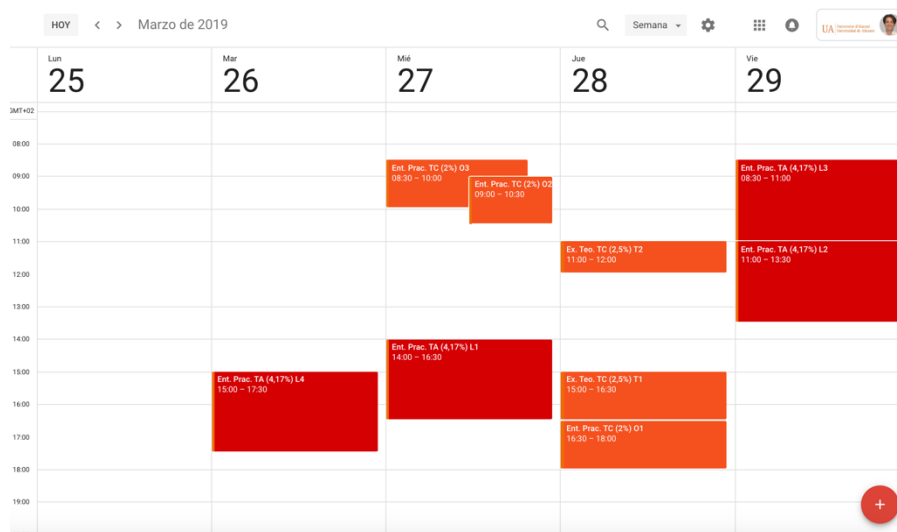 HOY
Marzo de 2019
Semana
UA
Lun
25
Mar
26
Mié
27
Jue
28
Vie
29
GMT+02
08:00
09:00
10:00
11:00
12:00
13:00
14:00
15:00
16:00
17:00
18:00
19:00
Ent. Prac. TA (4,17%) L4
15:00 – 17:30
Ent. Prac. TC (2%) O3
08:30 – 10:00
Ent. Prac. TC (2%) O2
09:00 – 10:30
Ent. Prac. TA (4,17%) L1
14:00 – 16:30
Ex. Teo. TC (2,5%) T2
11:00 – 12:00
Ex. Teo. TC (2,5%) T1
15:00 – 16:30
Ent. Prac. TC (2%) O1
16:30 – 18:00
Ent. Prac. TA (4,17%) L3
08:30 – 11:00
Ent. Prac. TA (4,17%) L2
11:00 – 13:30